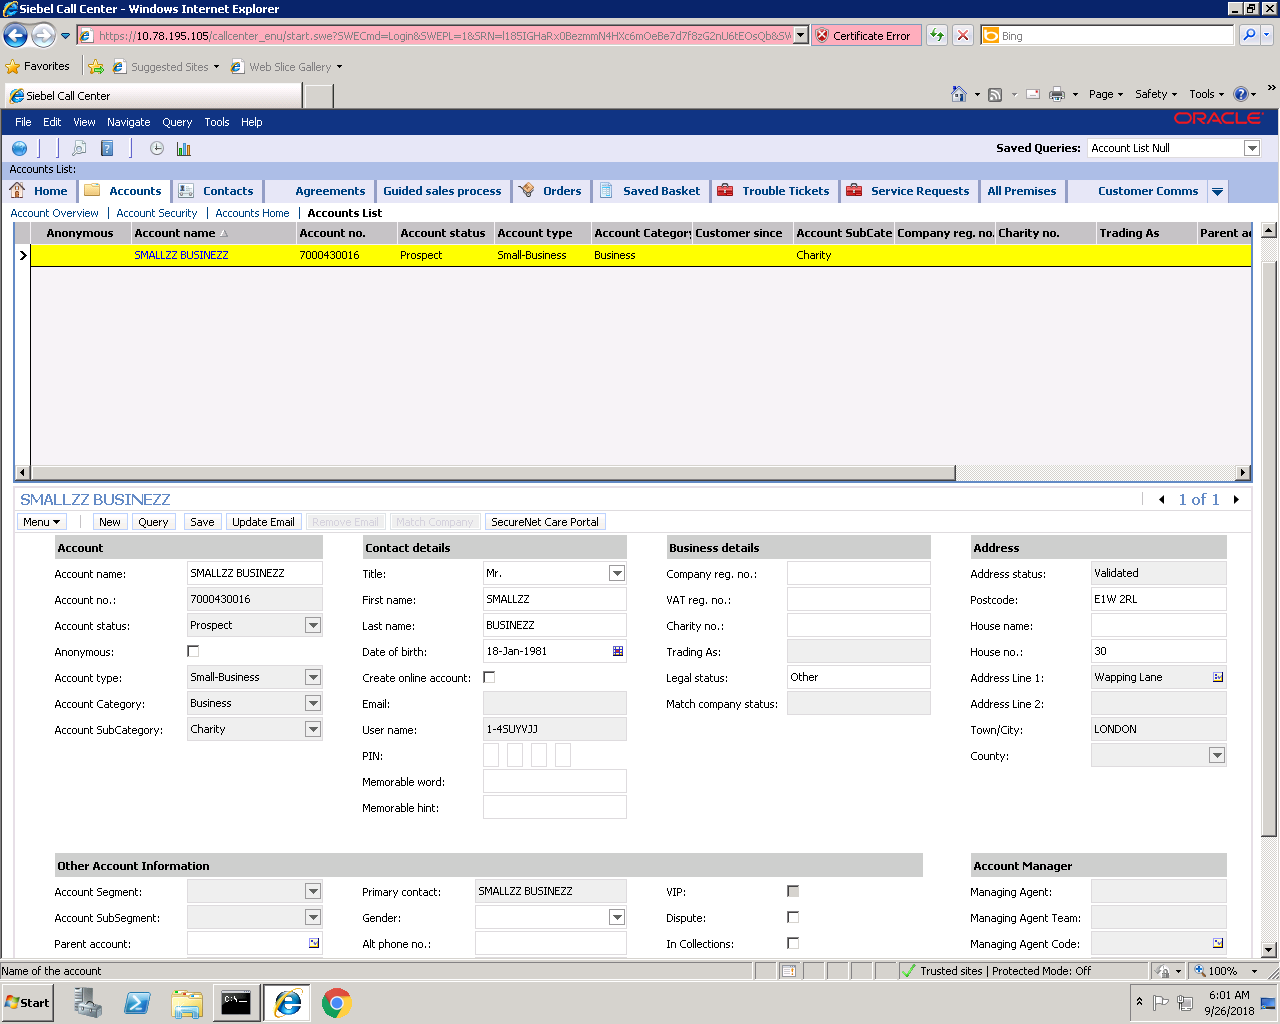 Siebel Call Center - Windows Internet Explorer
https://10.78.195.105/callcenter_enu/start.swe?SWECmd=Login&SWEPL=1&SRN=l185IGHaRx0BezmmN4HXc6mOeBe7d7f8zG2nU6tEOsQb&SW
Certificate Error
Bing
Favorites
Suggested Sites
Web Slice Gallery
Siebel Call Center
Page
Safety
Tools
File Edit View Navigate Query Tools Help
ORACLE
Saved Queries: Account List Null
Accounts List:
Home Accounts Contacts Agreements Guided sales process Orders Saved Basket Trouble Tickets Service Requests All Premises Customer Comms
Account Overview | Account Security | Accounts Home | Accounts List
Anonymous Account name Account no. Account status Account type Account Category Customer since Account SubCate Company reg. no. Charity no. Trading As Parent ac
SMALLZZ BUSINEZZ 7000430016 Prospect Small-Business Business Charity
SMALLZZ BUSINEZZ
1 of 1
Menu New Query Save Update Email Remove Email Match Company SecureNet Care Portal
Account Contact details Business details Address
Account name: SMALLZZ BUSINEZZ Title: Mr. Company reg. no.: Address status: Validated
Account no.: 7000430016 First name: SMALLZZ VAT reg. no.: Postcode: E1W 2RL
Account status: Prospect Last name: BUSINEZZ Charity no.: House name:
Anonymous: Date of birth: 18-Jan-1981 Trading As: House no.: 30
Account type: Small-Business Create online account: Legal status: Other Address Line 1: Wapping Lane
Account Category: Business Email: Match company status: Address Line 2:
Account SubCategory: Charity User name: 1-4SUYVJJ Town/City: LONDON
PIN: County:
Memorable word:
Memorable hint:
Other Account Information Account Manager
Account Segment: Primary contact: SMALLZZ BUSINEZZ VIP: Managing Agent:
Account SubSegment: Gender: Dispute: Managing Agent Team:
Parent account: Alt phone no.: In Collections: Managing Agent Code:
Name of the account
Trusted sites | Protected Mode: Off
100%
Start
C:\.
6:01 AM
9/26/2018